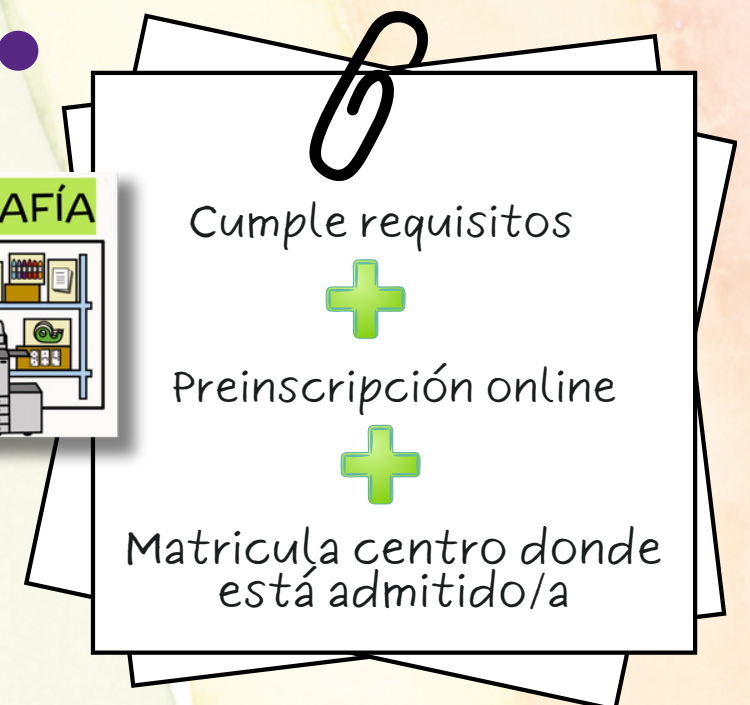 AFÍA
Cumple requisitos
Preinscripción online
Matricula centro donde
está admitido/a